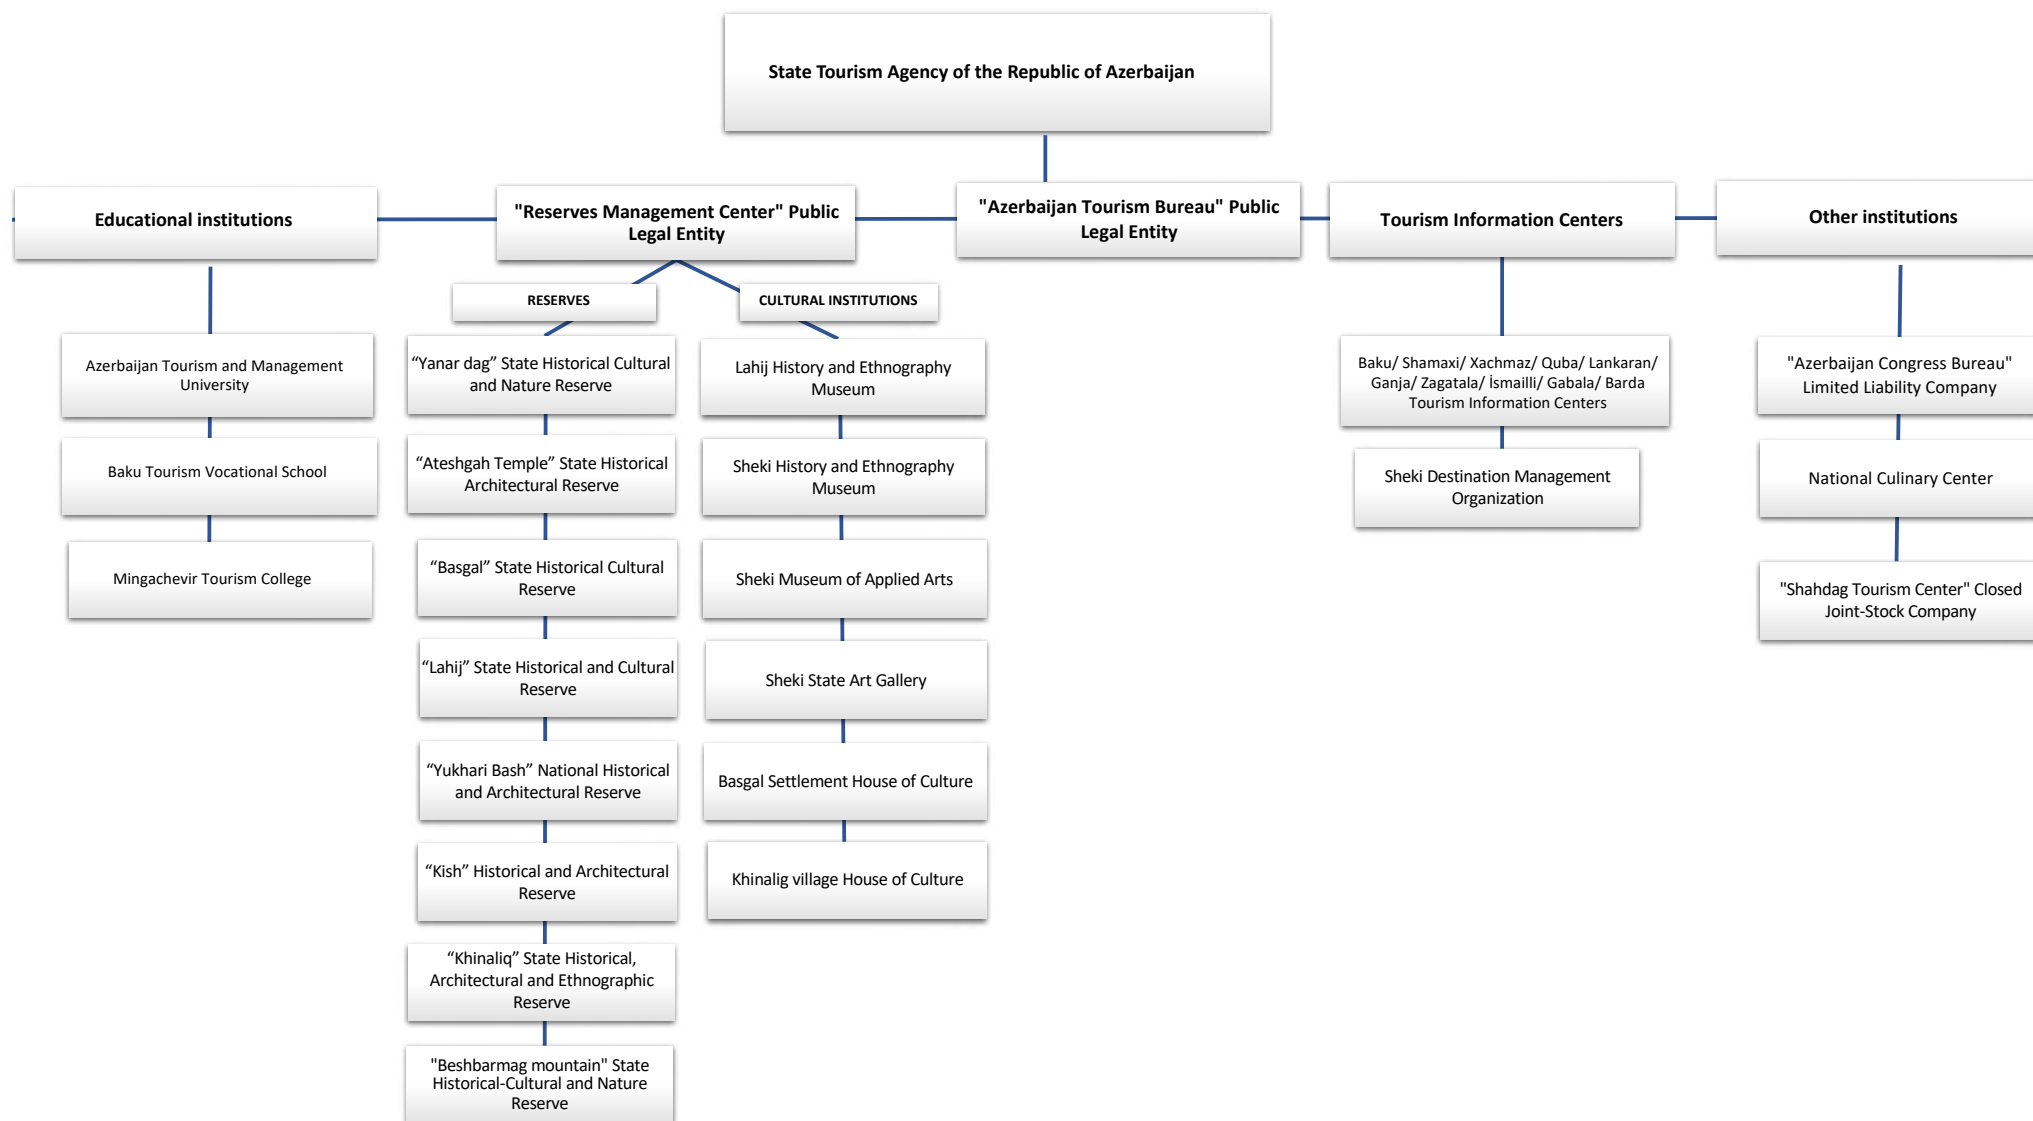 State Tourism Agency of the Republic of Azerbaijan
Educational institutions
"Reserves Management Center" Public
Legal Entity
"Azerbaijan Tourism Bureau" Public
Legal Entity
Tourism Information Centers
Other institutions
RESERVES
CULTURAL INSTITUTIONS
Azerbaijan Tourism and Management
University
Baku Tourism Vocational School
Mingachevir Tourism College
“Yanar dag” State Historical Cultural
and Nature Reserve
“Ateshgah Temple” State Historical
Architectural Reserve
“Basgal” State Historical Cultural
Reserve
“Lahij” State Historical and Cultural
Reserve
“Yukhari Bash” National Historical
and Architectural Reserve
“Kish” Historical and Architectural
Reserve
“Khinaliq” State Historical,
Architectural and Ethnographic
Reserve
"Beshbarmag mountain" State
Historical-Cultural and Nature
Reserve
Lahij History and Ethnography
Museum
Sheki History and Ethnography
Museum
Sheki Museum of Applied Arts
Sheki State Art Gallery
Basgal Settlement House of Culture
Khinalig village House of Culture
Baku/ Shamaxi/ Xachmaz/ Quba/ Lankaran/
Ganja/ Zagatala/ İsmailli/ Gabala/ Barda
Tourism Information Centers
Sheki Destination Management
Organization
"Azerbaijan Congress Bureau"
Limited Liability Company
National Culinary Center
"Shahdag Tourism Center" Closed
Joint-Stock Company